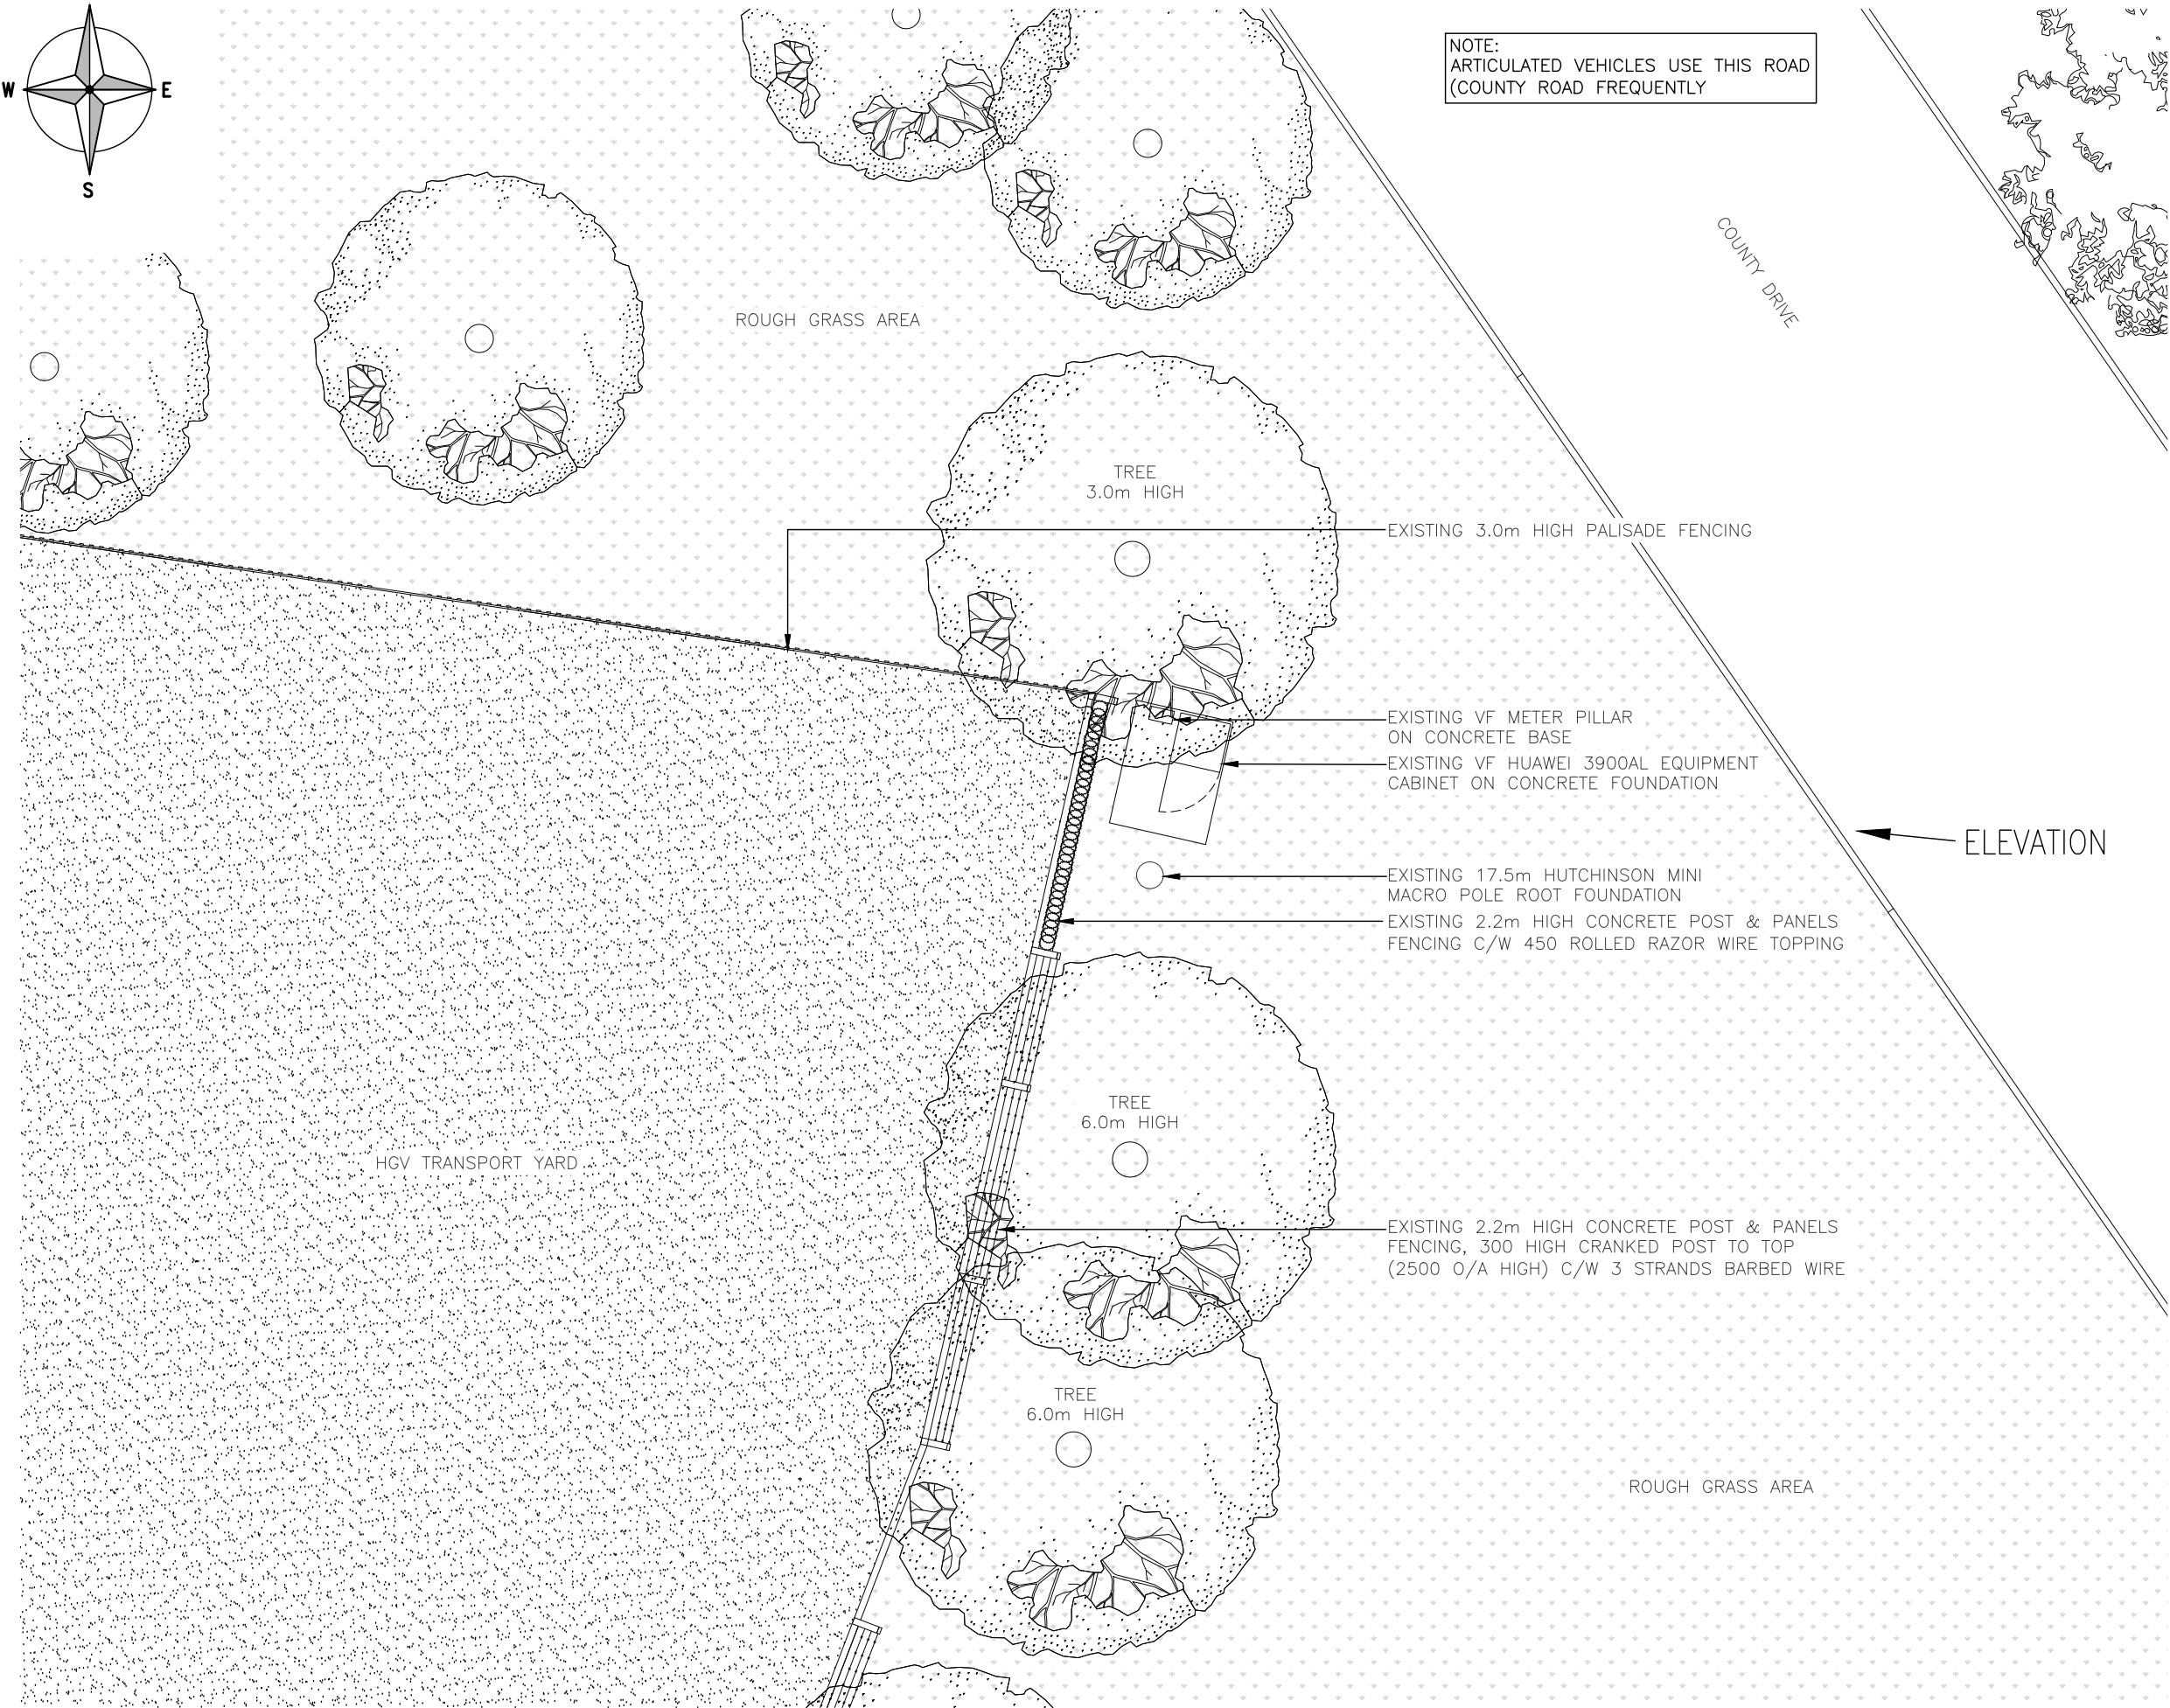 NOTE:
ARTICULATED VEHICLES USE THIS ROAD
(COUNTY ROAD FREQUENTLY
W
E
S
COUNTY DRIVE
ROUGH GRASS AREA
TREE
3.0m HIGH
EXISTING 3.0m HIGH PALISADE FENCING
EXISTING VF METER PILLAR
ON CONCRETE BASE
EXISTING VF HUAWEI 3900AL EQUIPMENT
CABINET ON CONCRETE FOUNDATION
ELEVATION
EXISTING 17.5m HUTCHINSON MINI
MACRO POLE ROOT FOUNDATION
EXISTING 2.2m HIGH CONCRETE POST & PANELS
FENCING C/W 450 ROLLED RAZOR WIRE TOPPING
TREE
6.0m HIGH
HGV TRANSPORT YARD
EXISTING 2.2m HIGH CONCRETE POST & PANELS
FENCING, 300 HIGH CRANKED POST TO TOP
(2500 O/A HIGH) C/W 3 STRANDS BARBED WIRE
TREE
6.0m HIGH
ROUGH GRASS AREA